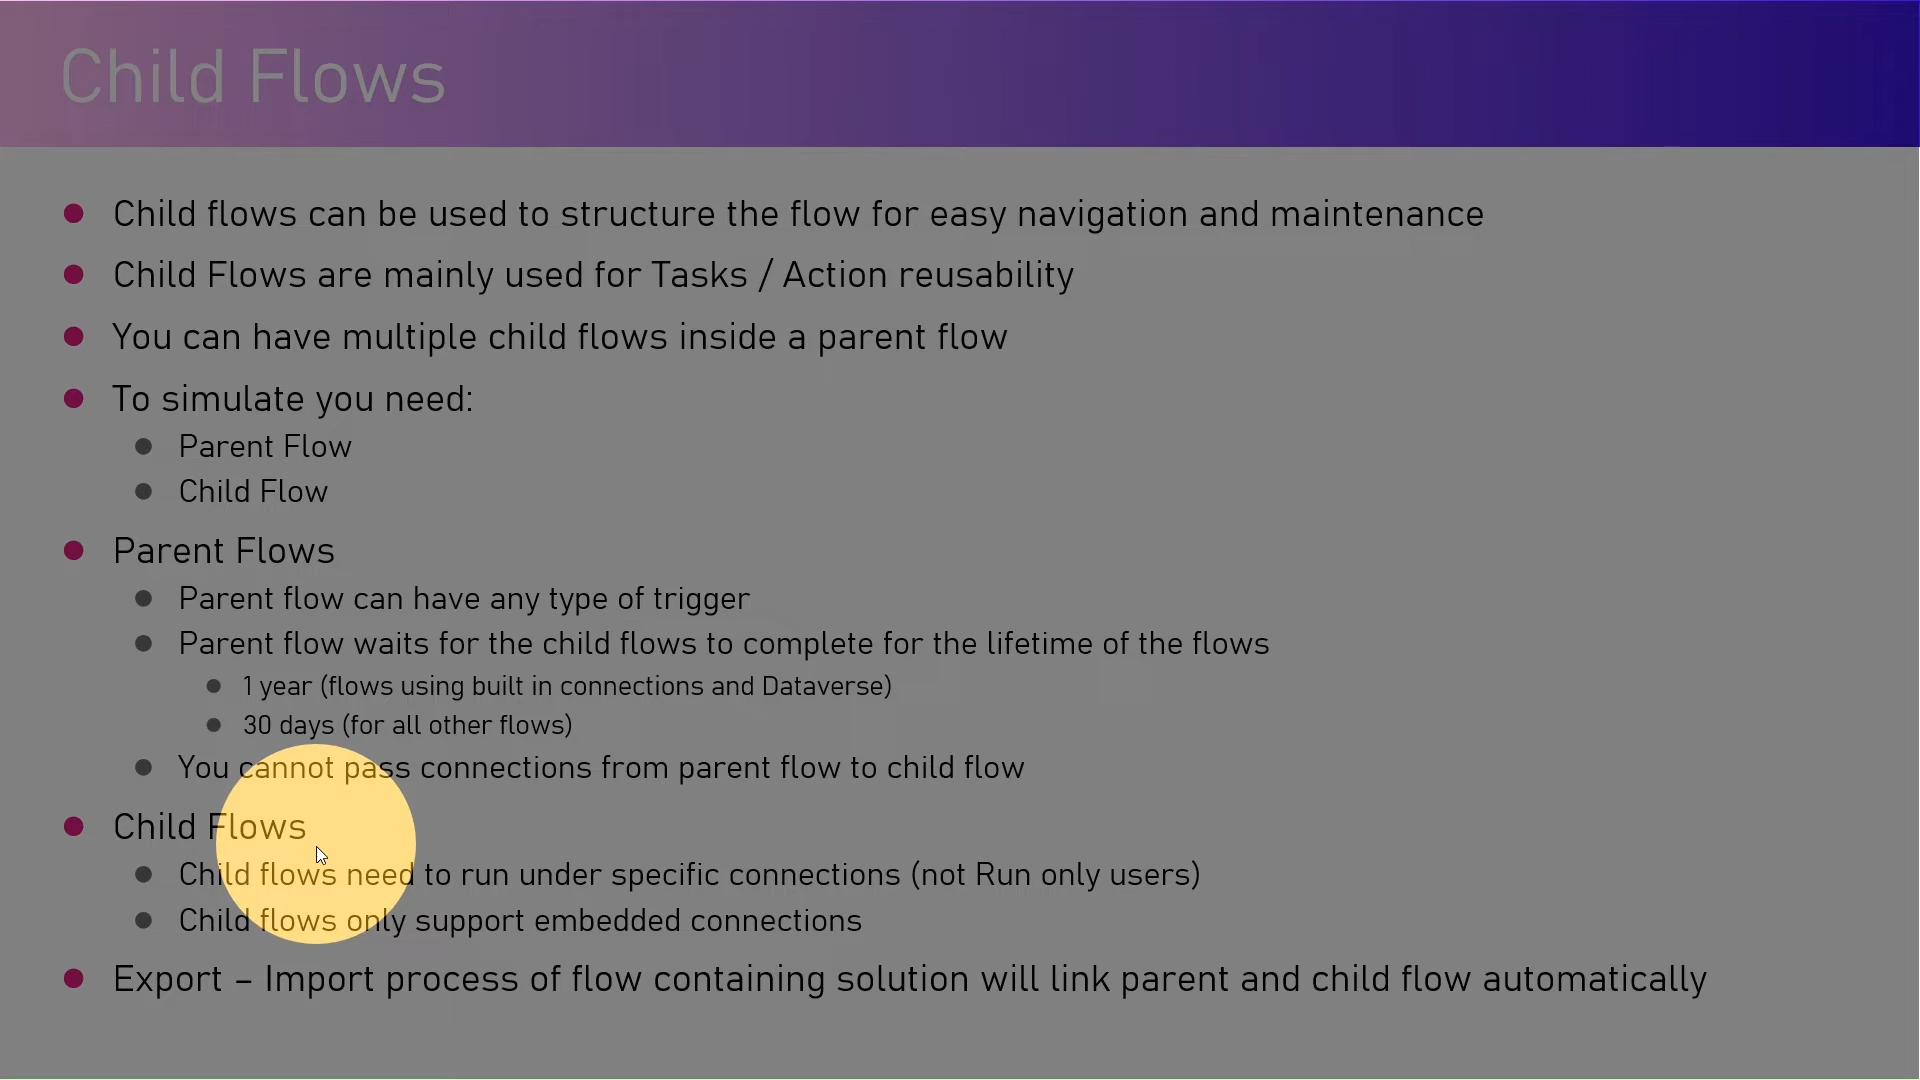 Child Flows
Child flows can be used to structure the flow for easy navigation and maintenance
Child Flows are mainly used for Tasks / Action reusability
You can have multiple child flows inside a parent flow
To simulate you need:
Parent Flow
Child Flow
Parent Flows
Parent flow can have any type of trigger
Parent flow waits for the child flows to complete for the lifetime of the flows
1 year (flows using built in connections and Dataverse)
30 days (for all other flows)
You cannot pass connections from parent flow to child flow
Child Flows
Child flows need to run under specific connections (not Run only users)
Child flows only support embedded connections
Export – Import process of flow containing solution will link parent and child flow automatically